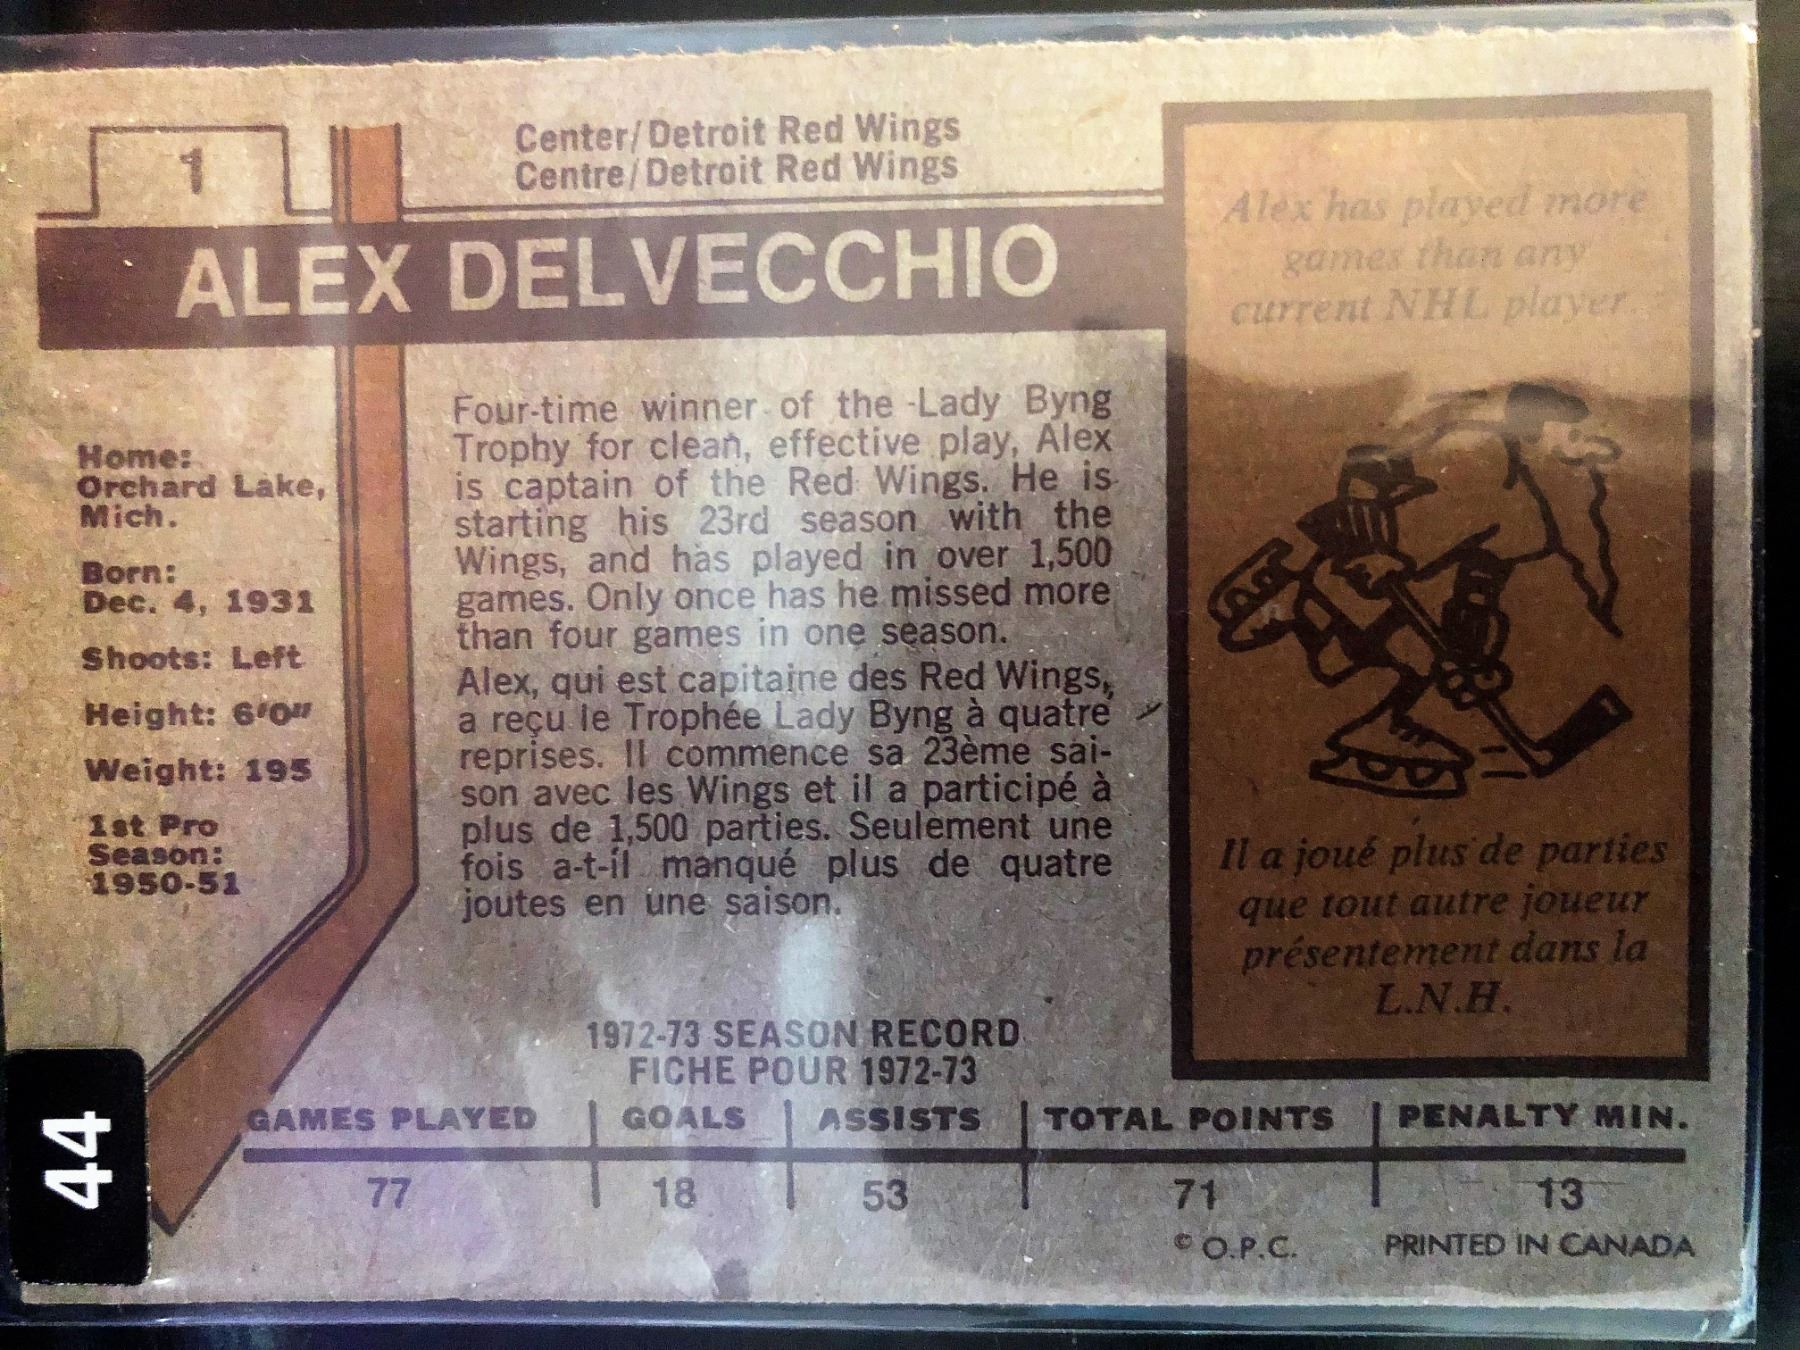 1
Center/Detroit Red Wings
Centre/Detroit Red Wings
ALEX DELVECCHIO
Home:
Orchard Lake,
Mich.
Born:
Dec. 4, 1931
Shoots: Left
Height: 6'0"
Weight: 195
1st Pro
Season:
1950-51
Four-time winner of the Lady Byng
Trophy for clean, effective play, Alex
is captain of the Red Wings. He is
starting his 23rd season with the
Wings, and has played in over 1,500
games. Only once has he missed more
than four games in one season.
Alex, qui est capitaine des Red Wings,
a reçu le Trophée Lady Byng à quatre
reprises. Il commence sa 23ème sai-
son avec les Wings et il a participé à
plus de 1,500 parties. Seulement une
fois a-t-il manqué plus de quatre
joutes en une saison.
Alex has played more
games than any
current NHL player.
Il a joué plus de parties
que tout autre joueur
présentement dans la
L.N.H.
1972-73 SEASON RECORD
FICHE POUR 1972-73
GAMES PLAYED GOALS ASSISTS TOTAL POINTS PENALTY MIN.
77 18 53 71 13
© O.P.C. PRINTED IN CANADA
44